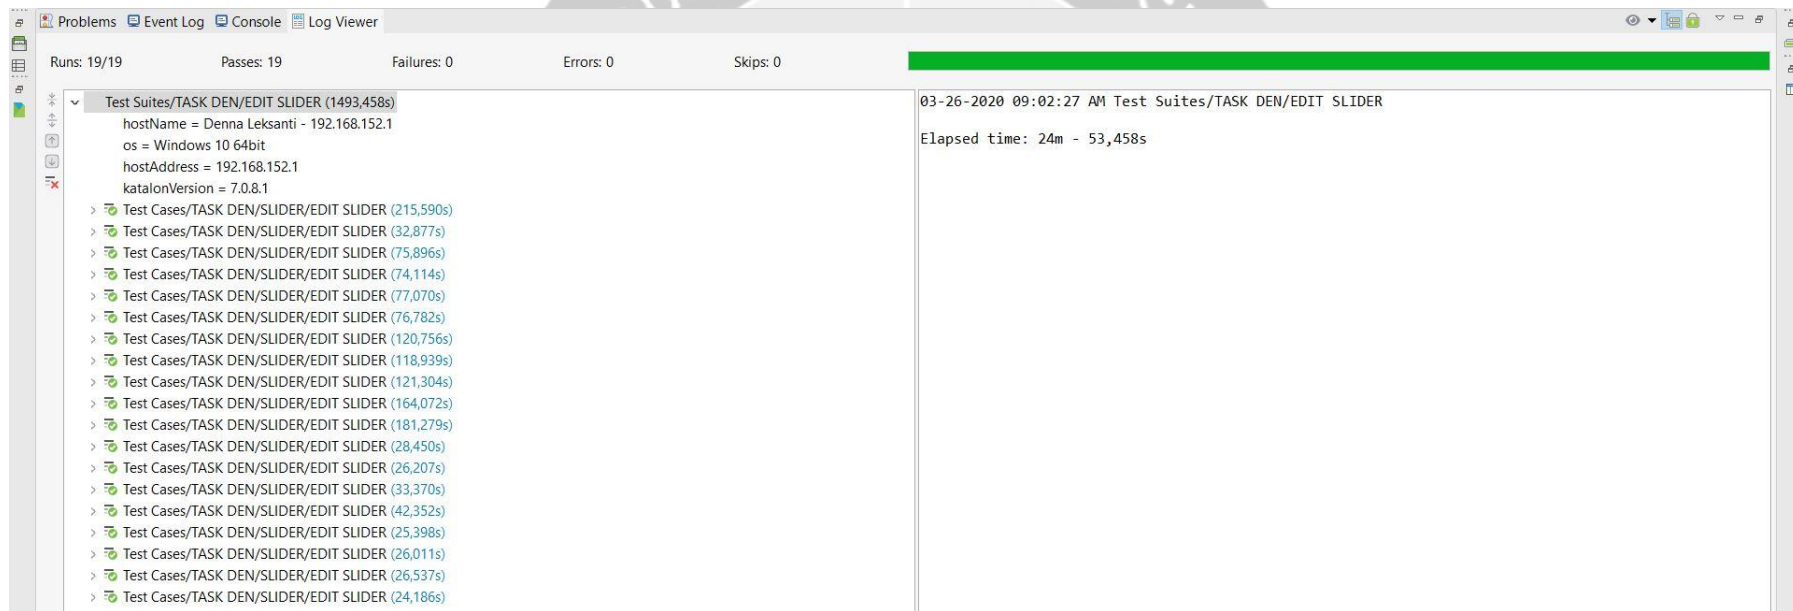 Problems Event Log Console Log Viewer
Runs: 19/19 Passes: 19 Failures: 0 Errors: 0 Skips: 0
Test Suites/TASK DEN/EDIT SLIDER (1493,458s)
hostName = Denna Leksanti - 192.168.152.1
os = Windows 10 64bit
hostAddress = 192.168.152.1
katalonVersion = 7.0.8.1
Test Cases/TASK DEN/SLIDER/EDIT SLIDER (215,590s)
Test Cases/TASK DEN/SLIDER/EDIT SLIDER (32,877s)
Test Cases/TASK DEN/SLIDER/EDIT SLIDER (75,896s)
Test Cases/TASK DEN/SLIDER/EDIT SLIDER (74,114s)
Test Cases/TASK DEN/SLIDER/EDIT SLIDER (77,070s)
Test Cases/TASK DEN/SLIDER/EDIT SLIDER (76,782s)
Test Cases/TASK DEN/SLIDER/EDIT SLIDER (120,756s)
Test Cases/TASK DEN/SLIDER/EDIT SLIDER (118,939s)
Test Cases/TASK DEN/SLIDER/EDIT SLIDER (121,304s)
Test Cases/TASK DEN/SLIDER/EDIT SLIDER (164,072s)
Test Cases/TASK DEN/SLIDER/EDIT SLIDER (181,279s)
Test Cases/TASK DEN/SLIDER/EDIT SLIDER (28,450s)
Test Cases/TASK DEN/SLIDER/EDIT SLIDER (26,207s)
Test Cases/TASK DEN/SLIDER/EDIT SLIDER (33,370s)
Test Cases/TASK DEN/SLIDER/EDIT SLIDER (42,352s)
Test Cases/TASK DEN/SLIDER/EDIT SLIDER (25,398s)
Test Cases/TASK DEN/SLIDER/EDIT SLIDER (26,011s)
Test Cases/TASK DEN/SLIDER/EDIT SLIDER (26,537s)
Test Cases/TASK DEN/SLIDER/EDIT SLIDER (24,186s)
03-26-2020 09:02:27 AM Test Suites/TASK DEN/EDIT SLIDER
Elapsed time: 24m - 53,458s